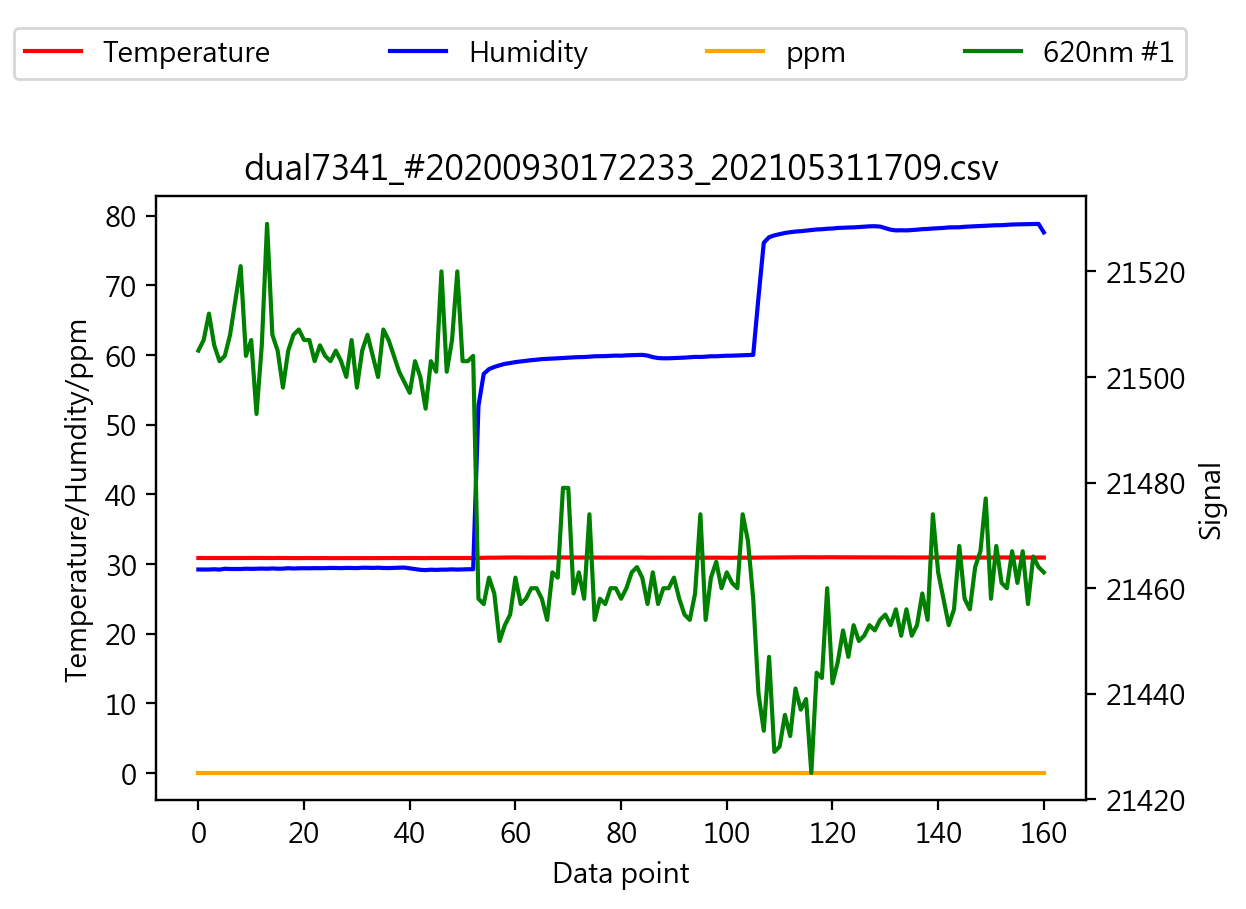 Temperature Humidity ppm 620nm #1
dual7341_#20200930172233_202105311709.csv
80
70
60
50
40
30
20
10
0
Temperature/Humdity/ppm
21520
21500
21480
21460
21440
21420
Signal
0 20 40 60 80 100 120 140 160
Data point